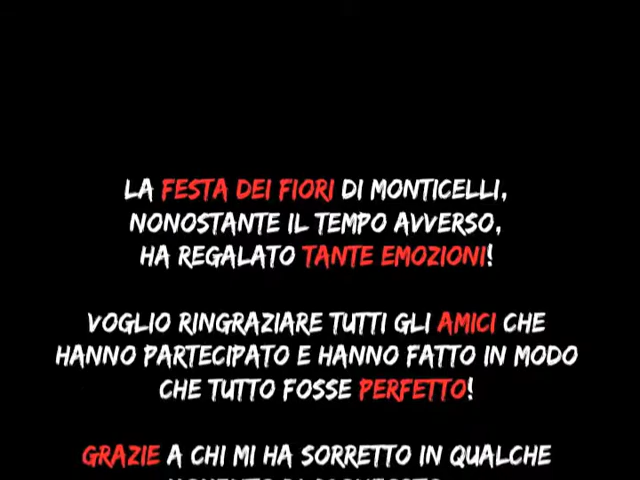 LA FESTA DEI FIORI DI MONTICELLI,
NONOSTANTE IL TEMPO AVVERSO,
HA REGALATO TANTE EMOZIONI!
VOGLIO RINGRAZIARE TUTTI GLI AMICI CHE
HANNO PARTECIPATO E HANNO FATTO IN MODO
CHE TUTTO FOSSE PERFETTO!
GRAZIE A CHI MI HA SORRETTO IN QUALCHE